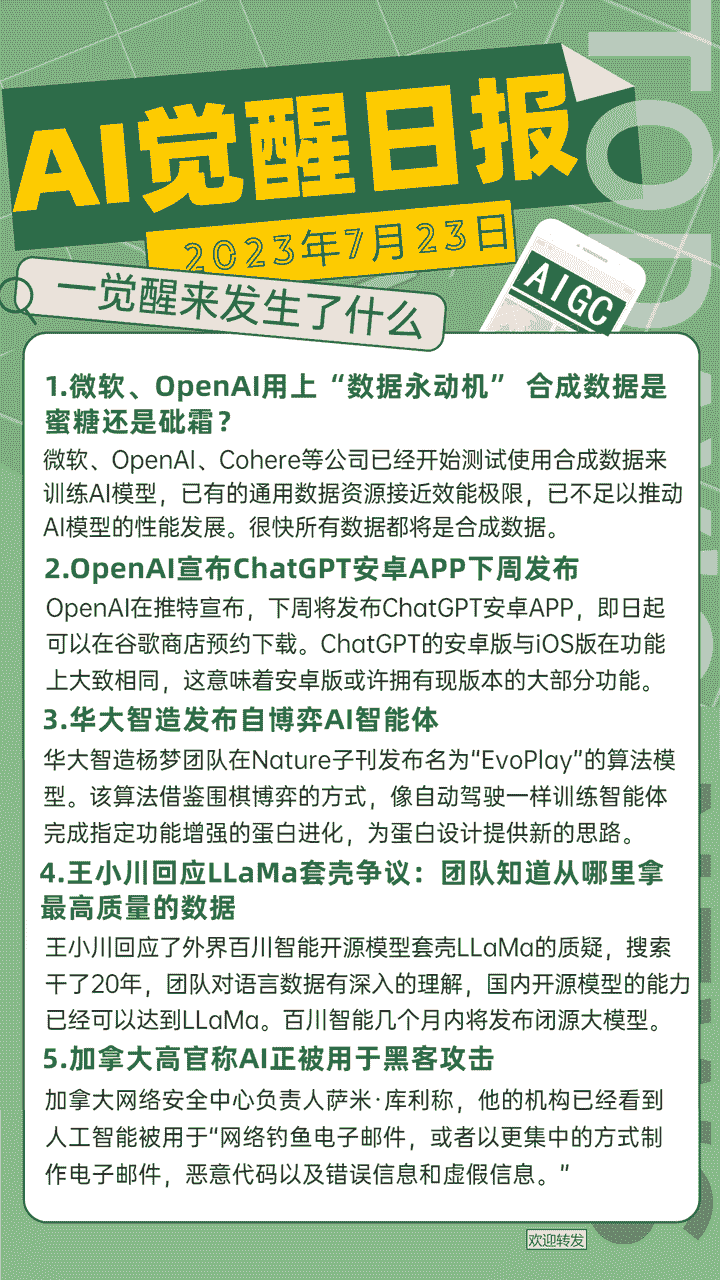 AI觉醒日报
2023年7月23日
一觉醒来发生了什么
AIGC
1.微软、OpenAI用上“数据永动机” 合成数据是
蜜糖还是砒霜？
微软、OpenAI、Cohere等公司已经开始测试使用合成数据来
训练AI模型，已有的通用数据资源接近效能极限，已不足以推动
AI模型的性能发展。很快所有数据都将是合成数据。
2.OpenAI宣布ChatGPT安卓APP下周发布
OpenAI在推特宣布，下周将发布ChatGPT安卓APP，即日起
可以在谷歌商店预约下载。ChatGPT的安卓版与iOS版在功能
上大致相同，这意味着安卓版或许拥有现版本的大部分功能。
3.华大智造发布自博弈AI智能体
华大智造杨梦团队在Nature子刊发布名为“EvoPlay”的算法模
型。该算法借鉴围棋博弈的方式，像自动驾驶一样训练智能体
完成指定功能增强的蛋白进化，为蛋白设计提供新的思路。
4.王小川回应LLaMa套壳争议：团队知道从哪里拿
最高质量的数据
王小川回应了外界百川智能开源模型套壳LLaMa的质疑，搜索
干了20年，团队对语言数据有深入的理解，国内开源模型的能力
已经可以达到LLaMa。百川智能几个月内将发布闭源大模型。
5.加拿大高官称AI正被用于黑客攻击
加拿大网络安全中心负责人萨米·库利称，他的机构已经看到
人工智能被用于“网络钓鱼电子邮件，或者以更集中的方式制
作电子邮件，恶意代码以及错误信息和虚假信息。”
欢迎转发